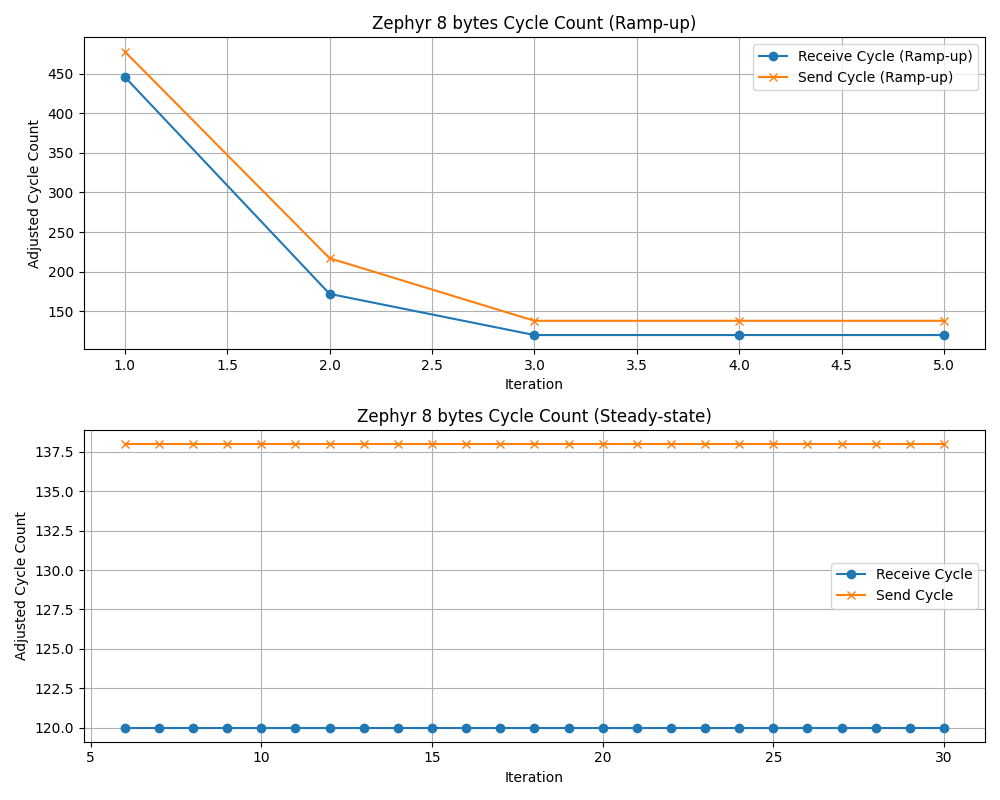 Zephyr 8 bytes Cycle Count (Ramp-up)
Adjusted Cycle Count
450
400
350
300
250
200
150
Receive Cycle (Ramp-up)
Send Cycle (Ramp-up)
1.0 1.5 2.0 2.5 3.0 3.5 4.0 4.5 5.0
Iteration
Zephyr 8 bytes Cycle Count (Steady-state)
Adjusted Cycle Count
137.5
135.0
132.5
130.0
127.5
125.0
122.5
120.0
Receive Cycle
Send Cycle
5 10 15 20 25 30
Iteration